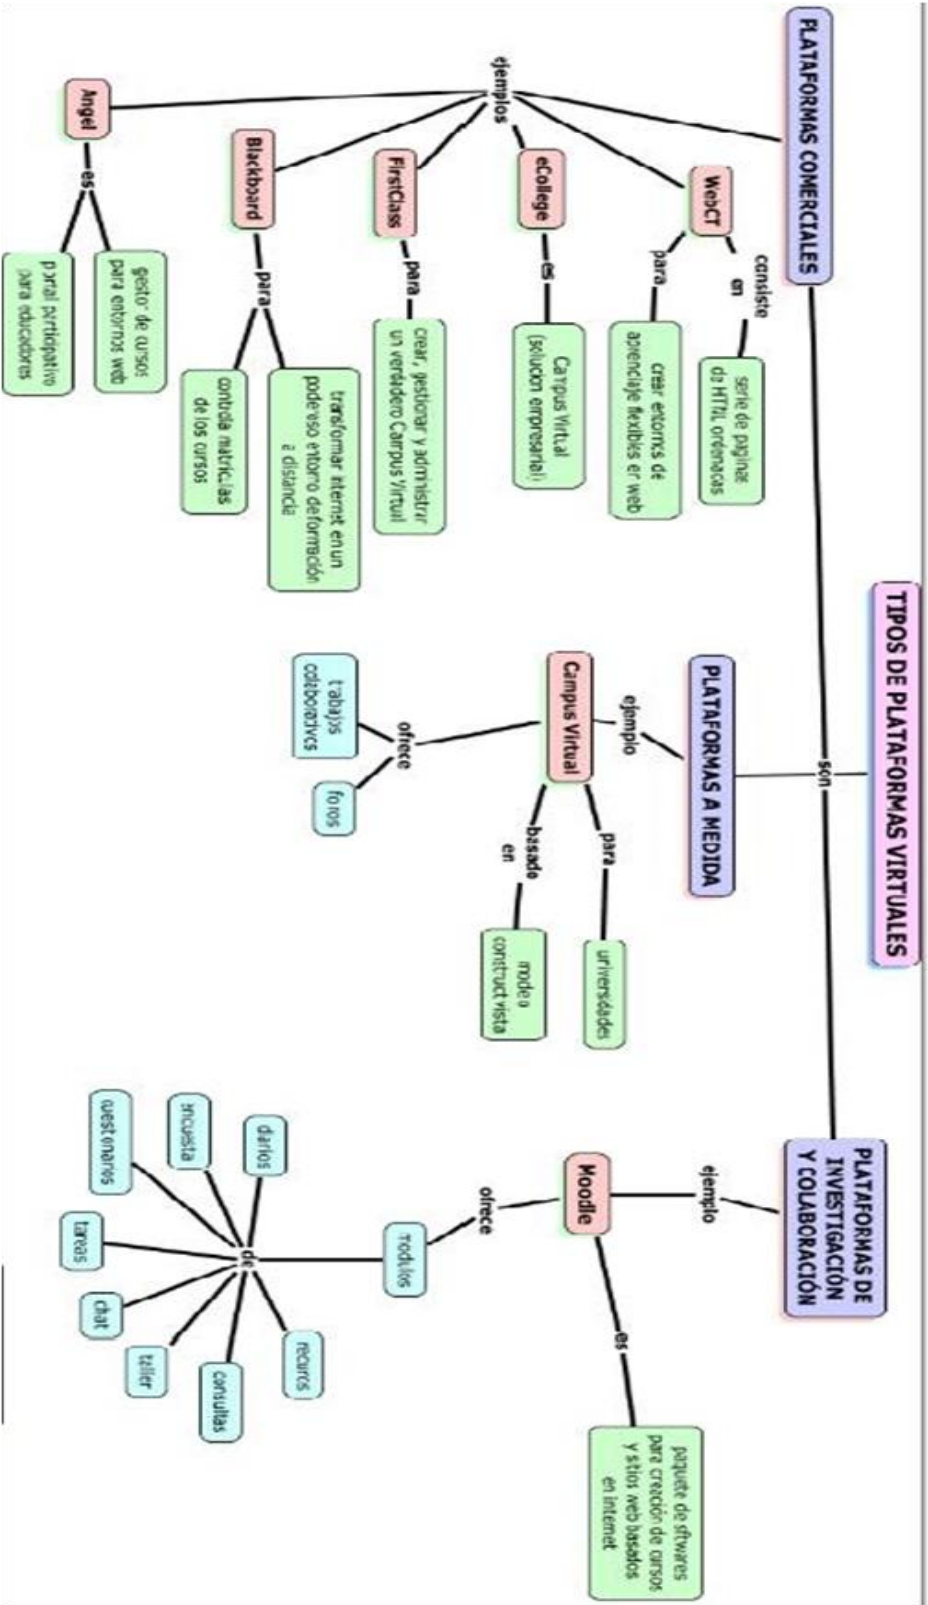 TIPOS DE PLATAFORMAS VIRTUALES
son
PLATAFORMAS COMERCIALES
ejemplos
WebCT
consiste
en
serie de paginas
de HTML ordenadas
para
crear entornos de
aprenciaje flexibles en web
eCollege
es
Campus Virtual
(solucion empresarial)
FirstClass
para
crear, gestionar y administrar
un verdadero Campus Virtual
Blackboard
para
transformar internet en un
poderoso entorno de formación
a distancia
controla matriculas
de los cursos
Angel
es
gestor de cursos
para entornos web
portal participativo
para educadores
PLATAFORMAS A MEDIDA
ejemplo
Campus Virtual
para
universidades
basado
en
modelo
constructivista
ofrece
trabajos
colaborativos
foros
PLATAFORMAS DE
INVESTIGACIÓN
Y COLABORACIÓN
ejemplo
Moodle
es
paquete de sftwares
para creación de cursos
y sitios web basados
en internet
ofrece
modulos
de
diarios
encuesta
cuestionarios
tareas
chat
taller
consultas
recurcs